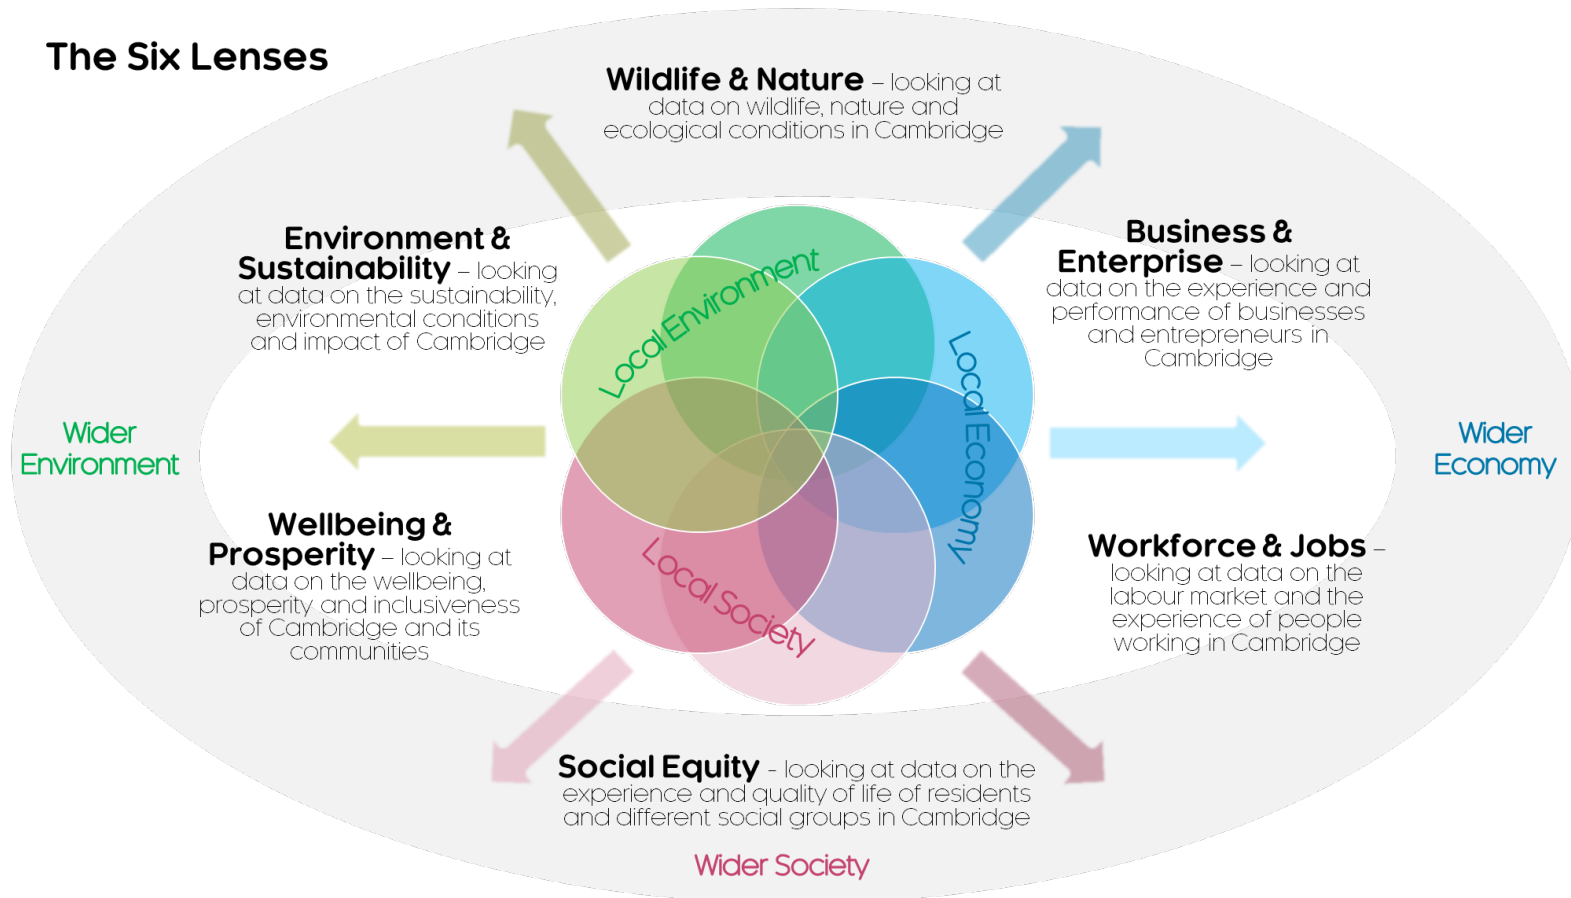 The Six Lenses
Wildlife & Nature – looking at
data on wildlife, nature and
ecological conditions in Cambridge
Environment &
Sustainability – looking
at data on the sustainability,
environmental conditions
and impact of Cambridge
Business &
Enterprise – looking at
data on the experience and
performance of businesses
and entrepreneurs in
Cambridge
Local Environment
Local Economy
Local Society
Wider
Environment
Wider
Economy
Wellbeing &
Prosperity – looking at
data on the wellbeing,
prosperity and inclusiveness
of Cambridge and its
communities
Workforce & Jobs –
looking at data on the
labour market and the
experience of people
working in Cambridge
Social Equity - looking at data on the
experience and quality of life of residents
and different social groups in Cambridge
Wider Society